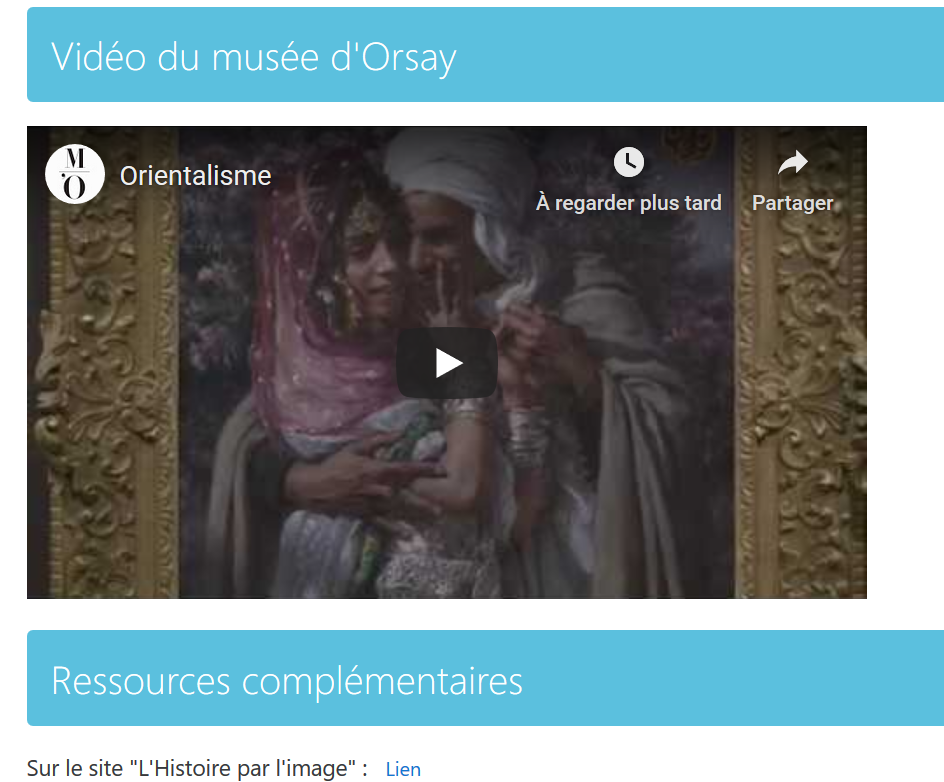 Vidéo du musée d'Orsay
M
'O
Orientalisme
À regarder plus tard
Partager
Ressources complémentaires
Sur le site "L'Histoire par l'image" : Lien